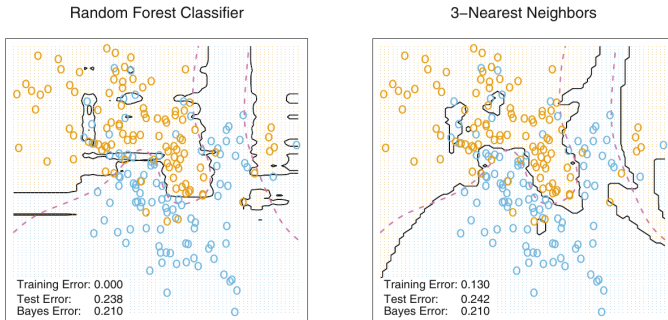 Random Forest Classifier
Training Error: 0.000
Test Error: 0.238
Bayes Error: 0.210
3–Nearest Neighbors
Training Error: 0.130
Test Error: 0.242
Bayes Error: 0.210